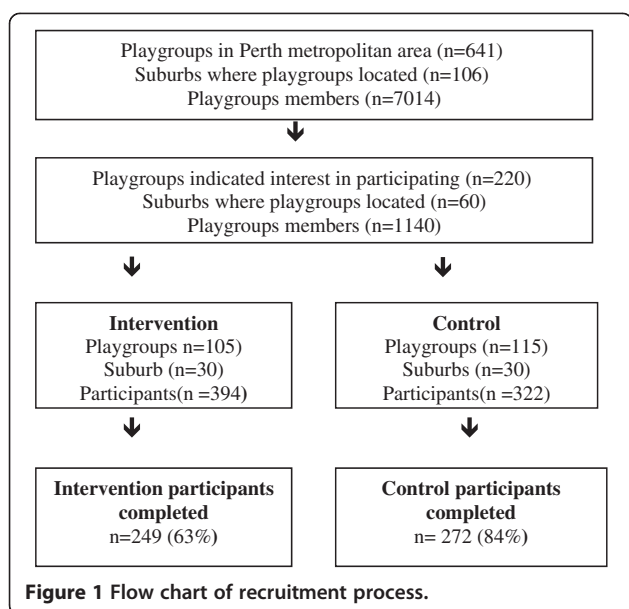 Playgroups in Perth metropolitan area (n=641)
Suburbs where playgroups located (n=106)
Playgroups members (n=7014)
Playgroups indicated interest in participating (n=220)
Suburbs where playgroups located (n=60)
Playgroups members (n=1140)
Intervention
Playgroups n=105)
Suburb (n=30)
Participants(n =394)
Control
Playgroups (n=115)
Suburbs (n=30)
Participants (n =322)
Intervention participants
completed
n=249 (63%)
Control participants
completed
n= 272 (84%)
Figure 1 Flow chart of recruitment process.